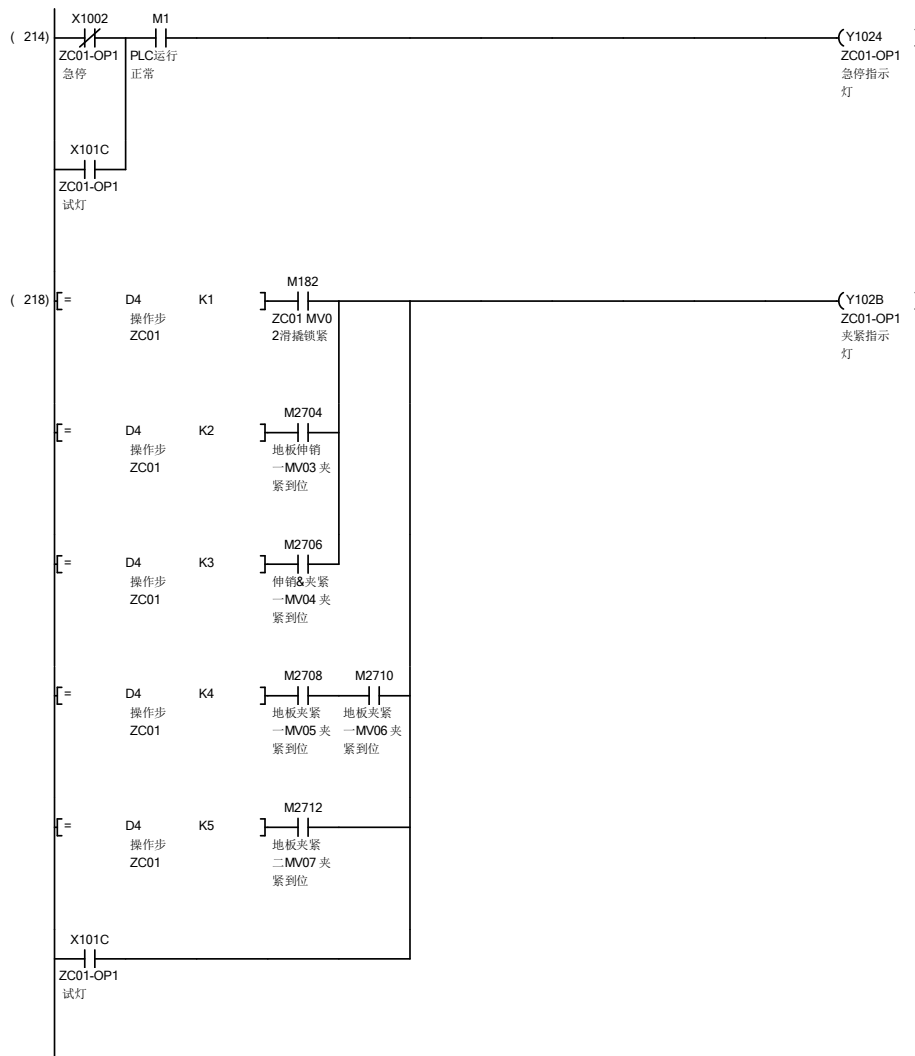 X1002 M1
( 214) Y1024
ZC01-OP1 PLC运行 ZC01-OP1
急停 正常 急停指示
灯
X101C
ZC01-OP1
试灯
M182
( 218) [= D4 K1 ] Y102B
操作步 ZC01 MV0 ZC01-OP1
ZC01 2滑撬锁紧 夹紧指示
灯
M2704
[= D4 K2 ]
操作步 地板伸销
ZC01 一MV03 夹
紧到位
M2706
[= D4 K3 ]
操作步 伸销&夹紧
ZC01 一MV04 夹
紧到位
M2708 M2710
[= D4 K4 ]
操作步 地板夹紧 地板夹紧
ZC01 一MV05 夹 一MV06 夹
紧到位 紧到位
M2712
[= D4 K5 ]
操作步 地板夹紧
ZC01 二MV07 夹
紧到位
X101C
ZC01-OP1
试灯